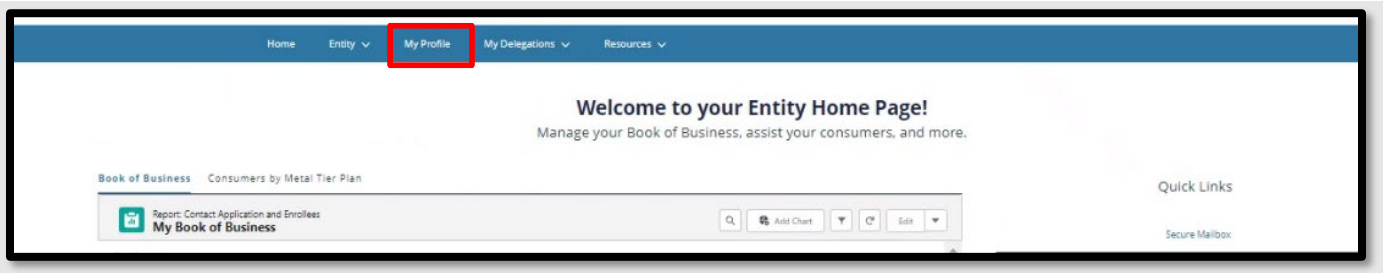 Home Entity My Profile My Delegations Resources
Welcome to your Entity Home Page!
Manage your Book of Business, assist your consumers, and more.
Book of Business Consumers by Metal Tier Plan
Quick Links
Report: Contact Application and Enrollees
My Book of Business
Add Chart Edit
Secure Mailbox